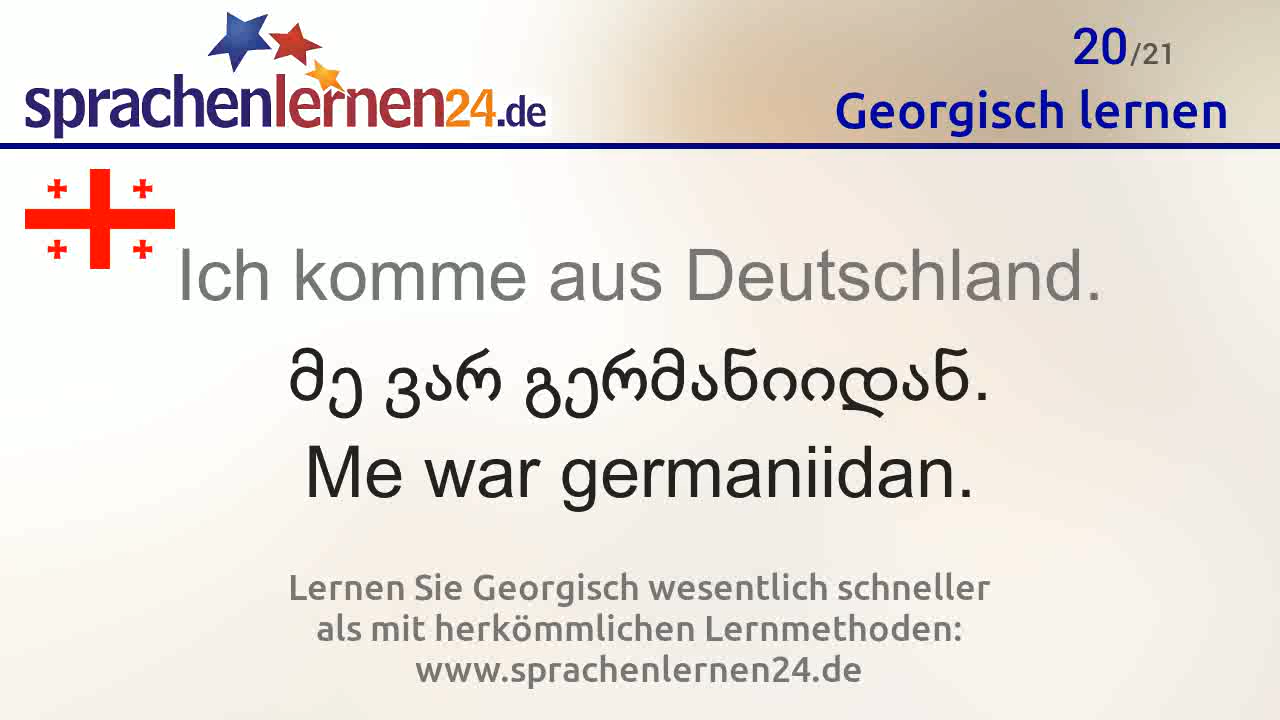 sprachenlernen24.de
20/21
Georgisch lernen
Ich komme aus Deutschland.
მე ვარ გერმანიიდან.
Me war germaniidan.
Lernen Sie Georgisch wesentlich schneller
als mit herkömmlichen Lernmethoden:
www.sprachenlernen24.de